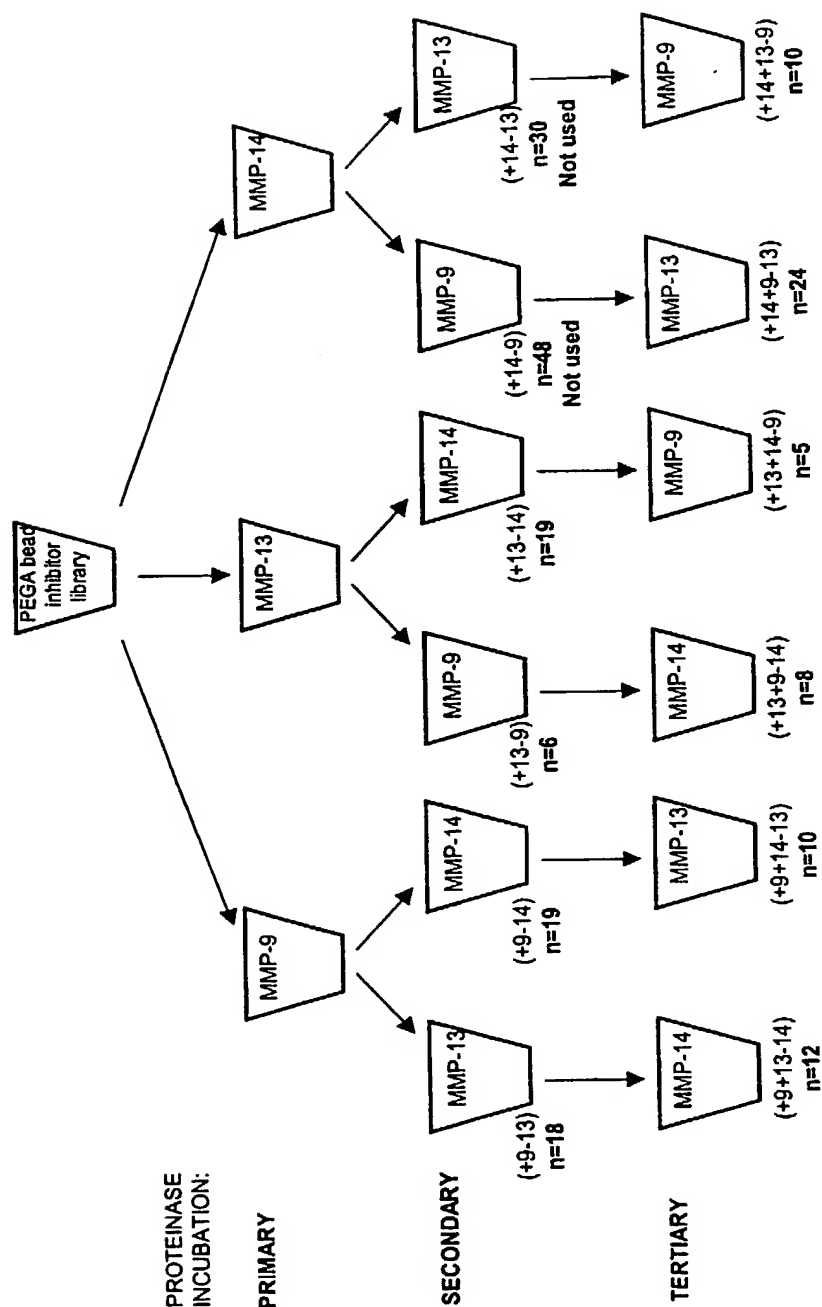 PEGA bead
inhibitor
library
PROTEINASE
INCUBATION:
PRIMARY
MMP-9
MMP-13
MMP-14
SECONDARY
MMP-13
(+9-13)
n=18
MMP-14
(+9-14)
n=19
MMP-9
(+13-9)
n=6
MMP-14
(+13-14)
n=19
MMP-9
(+14-9)
n=48
Not used
MMP-13
(+14-13)
n=30
Not used
TERTIARY
MMP-14
(+9+13-14)
n=12
MMP-13
(+9+14-13)
n=10
MMP-14
(+13+9-14)
n=8
MMP-9
(+13+14-9)
n=5
MMP-13
(+14+9-13)
n=24
MMP-9
(+14+13-9)
n=10